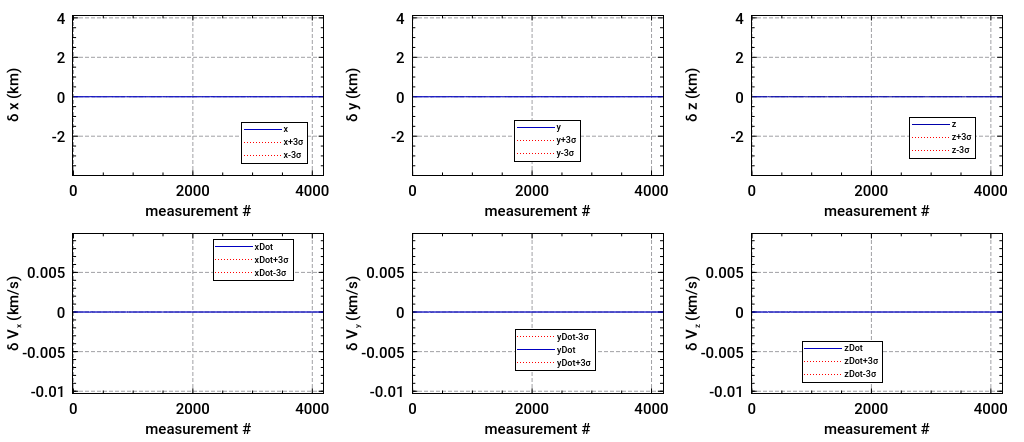 4
2
0
-2
δ x (km)
x
x+3σ
x-3σ
0 2000 4000
measurement #
4
2
0
-2
δ y (km)
y
y+3σ
y-3σ
0 2000 4000
measurement #
4
2
0
-2
δ z (km)
z
z+3σ
z-3σ
0 2000 4000
measurement #
0.005
0
-0.005
-0.01
δ Vx (km/s)
xDot
xDot+3σ
xDot-3σ
0 2000 4000
measurement #
0.005
0
-0.005
-0.01
δ Vy (km/s)
yDot-3σ
yDot
yDot+3σ
0 2000 4000
measurement #
0.005
0
-0.005
-0.01
δ Vz (km/s)
zDot
zDot+3σ
zDot-3σ
0 2000 4000
measurement #